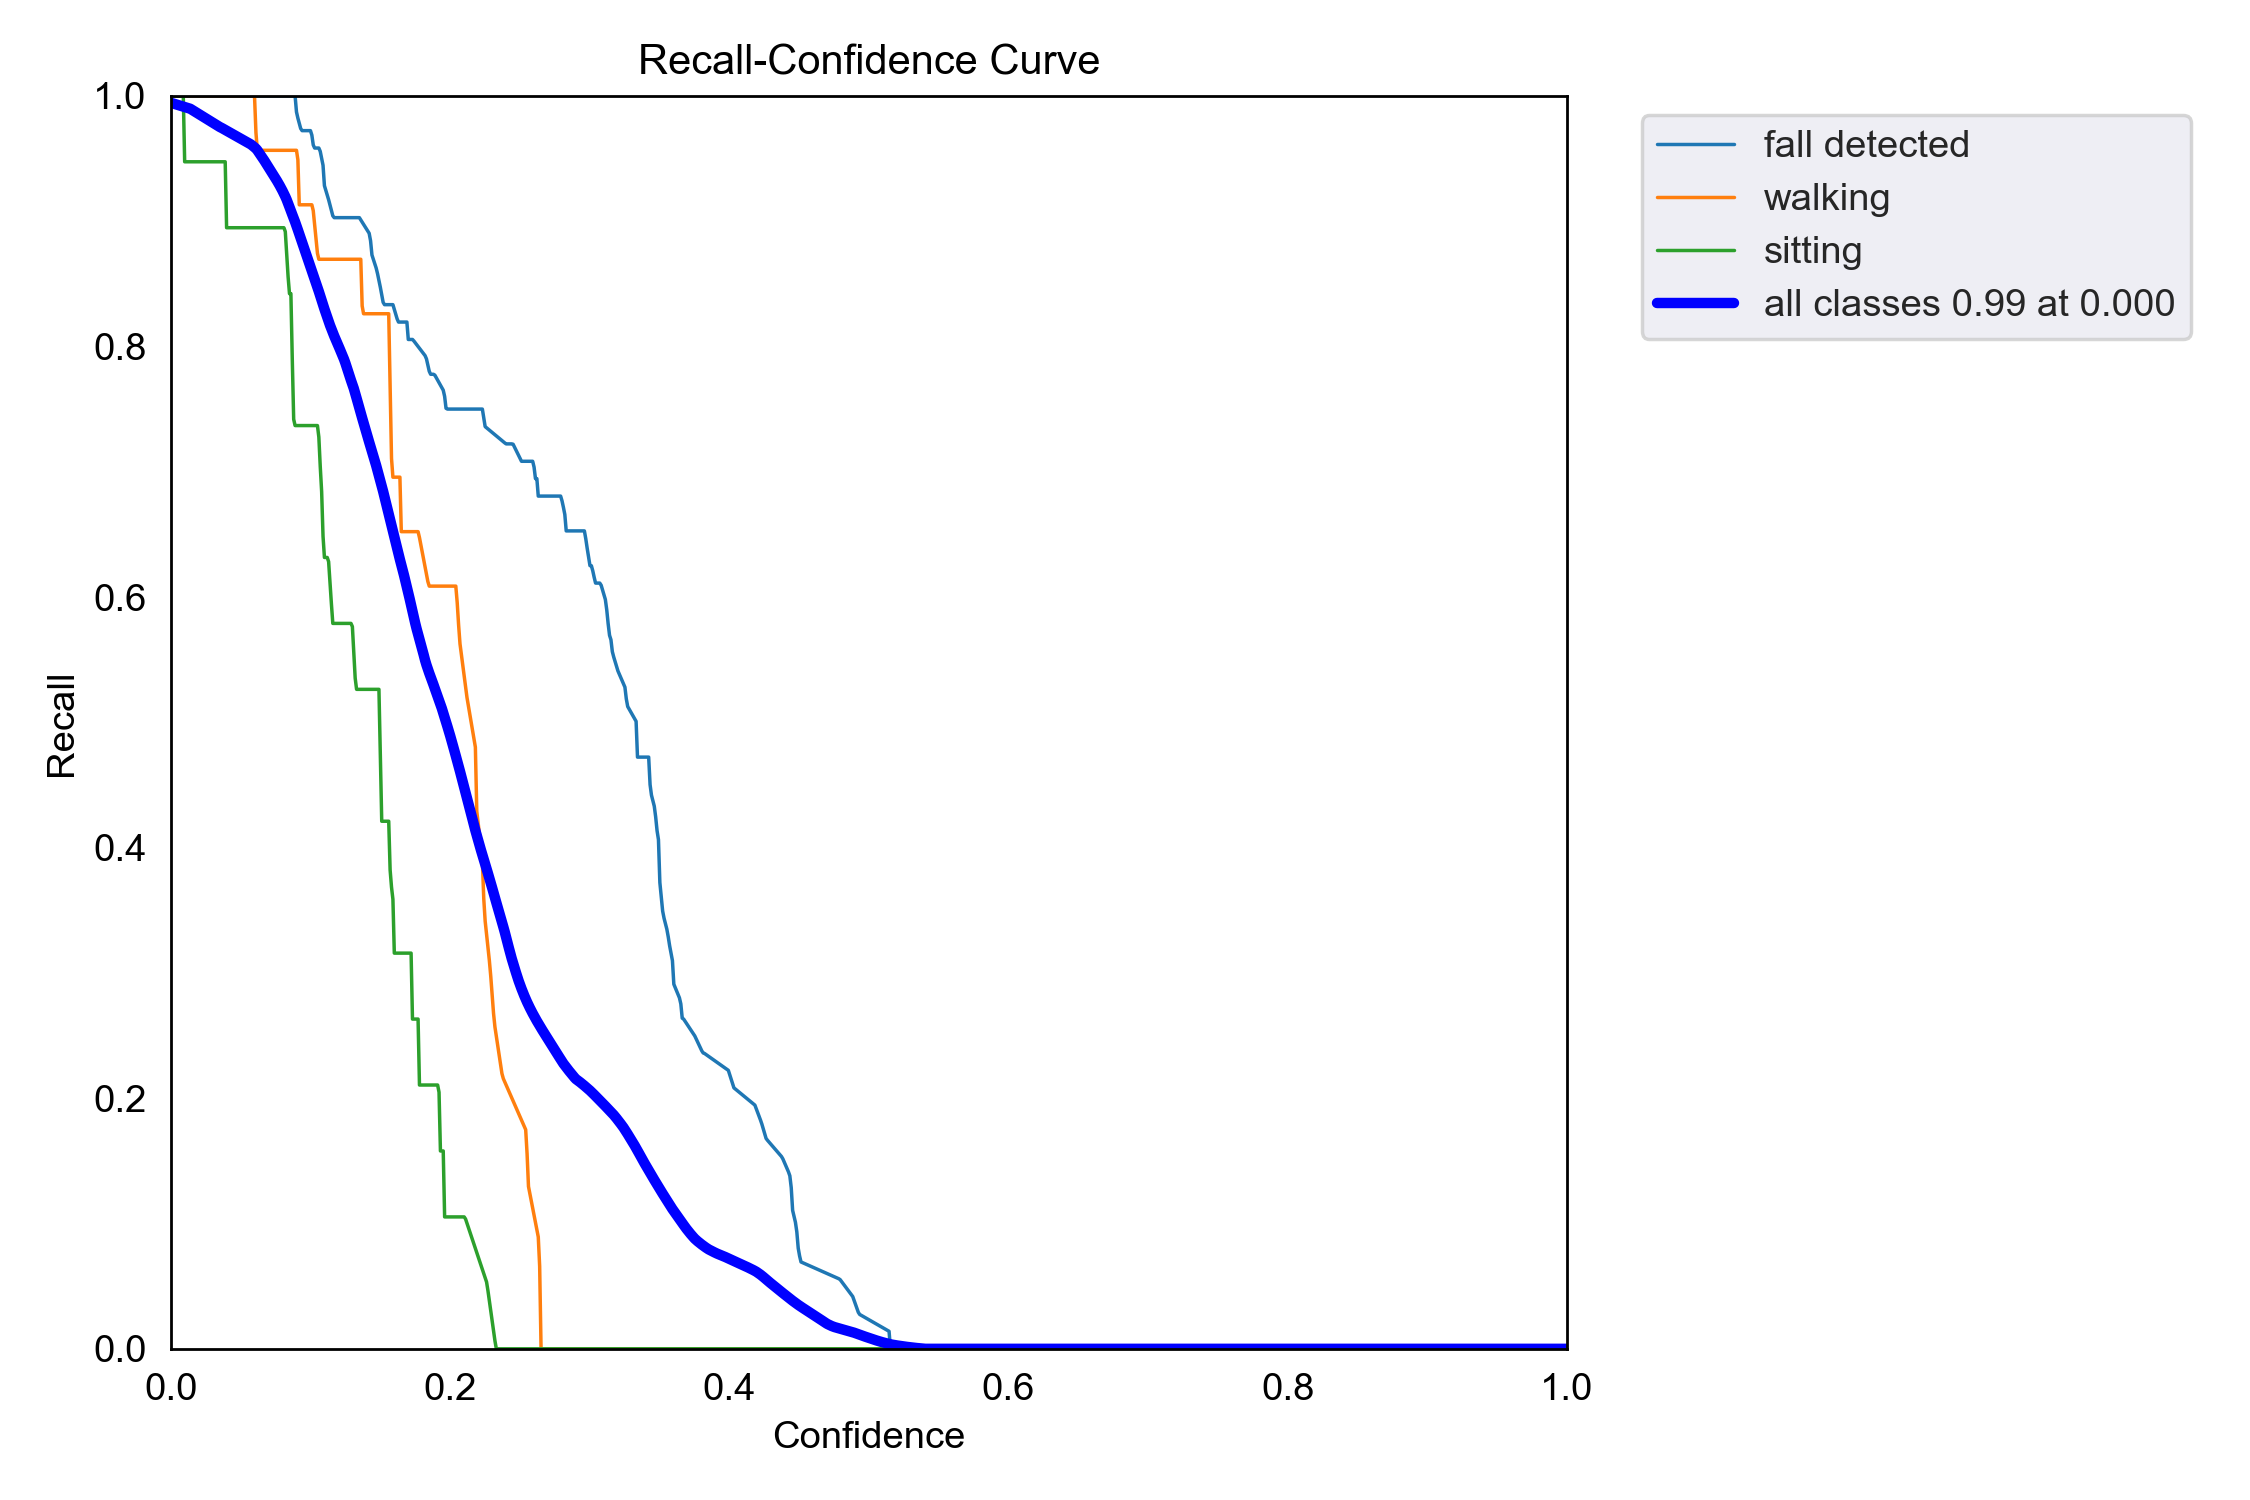 Recall-Confidence Curve
1.0
0.8
0.6
0.4
0.2
0.0
Recall
0.0 0.2 0.4 0.6 0.8 1.0
Confidence
fall detected
walking
sitting
all classes 0.99 at 0.000